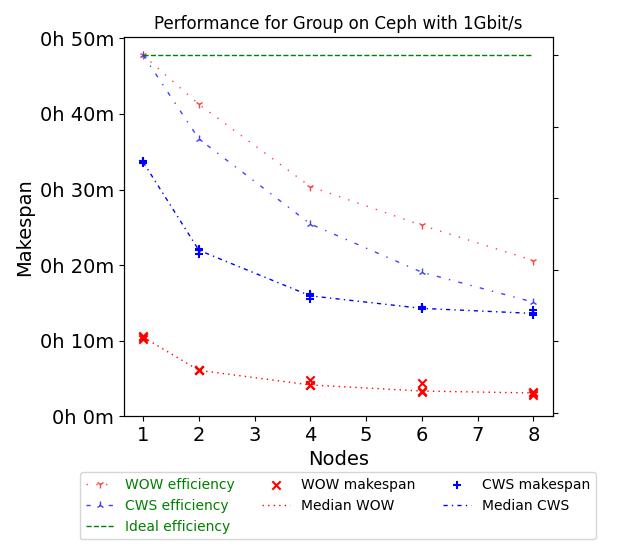 Performance for Group on Ceph with 1Gbit/s
0h 50m
0h 40m
0h 30m
0h 20m
0h 10m
0h 0m
Makespan
1 2 3 4 5 6 7 8
Nodes
WOW efficiency WOW makespan CWS makespan
CWS efficiency Median WOW Median CWS
Ideal efficiency